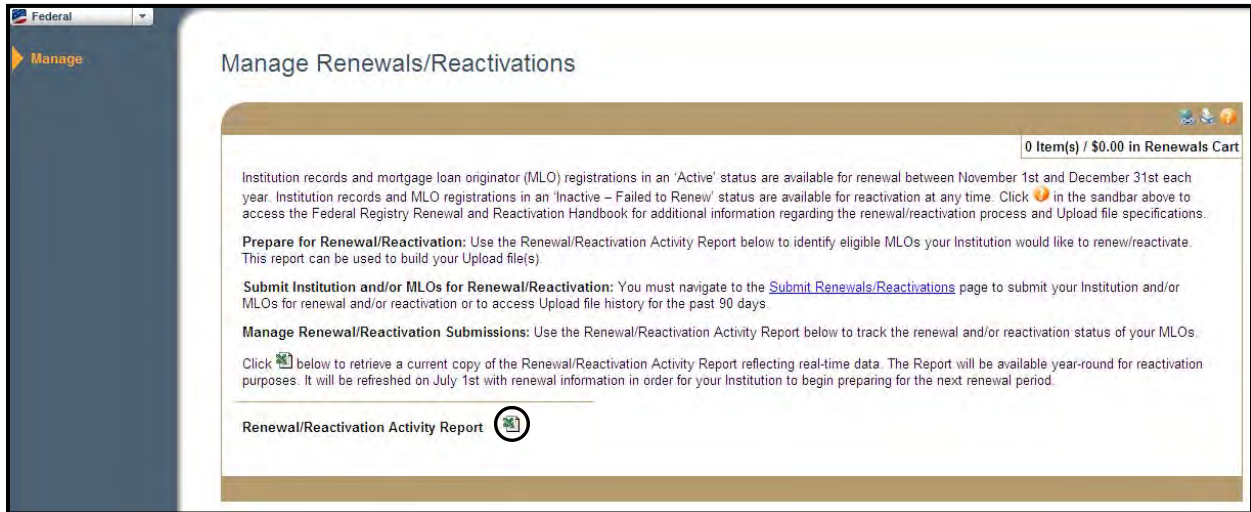 Federal
Manage
Manage Renewals/Reactivations
0 Item(s) / $0.00 in Renewals Cart
Institution records and mortgage loan originator (MLO) registrations in an 'Active' status are available for renewal between November 1st and December 31st each
year. Institution records and MLO registrations in an 'Inactive – Failed to Renew' status are available for reactivation at any time. Click ? in the sandbar above to
access the Federal Registry Renewal and Reactivation Handbook for additional information regarding the renewal/reactivation process and Upload file specifications.
Prepare for Renewal/Reactivation: Use the Renewal/Reactivation Activity Report below to identify eligible MLOs your Institution would like to renew/reactivate.
This report can be used to build your Upload file(s).
Submit Institution and/or MLOs for Renewal/Reactivation: You must navigate to the Submit Renewals/Reactivations page to submit your Institution and/or
MLOs for renewal and/or reactivation or to access Upload file history for the past 90 days.
Manage Renewal/Reactivation Submissions: Use the Renewal/Reactivation Activity Report below to track the renewal and/or reactivation status of your MLOs.
Click below to retrieve a current copy of the Renewal/Reactivation Activity Report reflecting real-time data. The Report will be available year-round for reactivation
purposes. It will be refreshed on July 1st with renewal information in order for your Institution to begin preparing for the next renewal period.
Renewal/Reactivation Activity Report